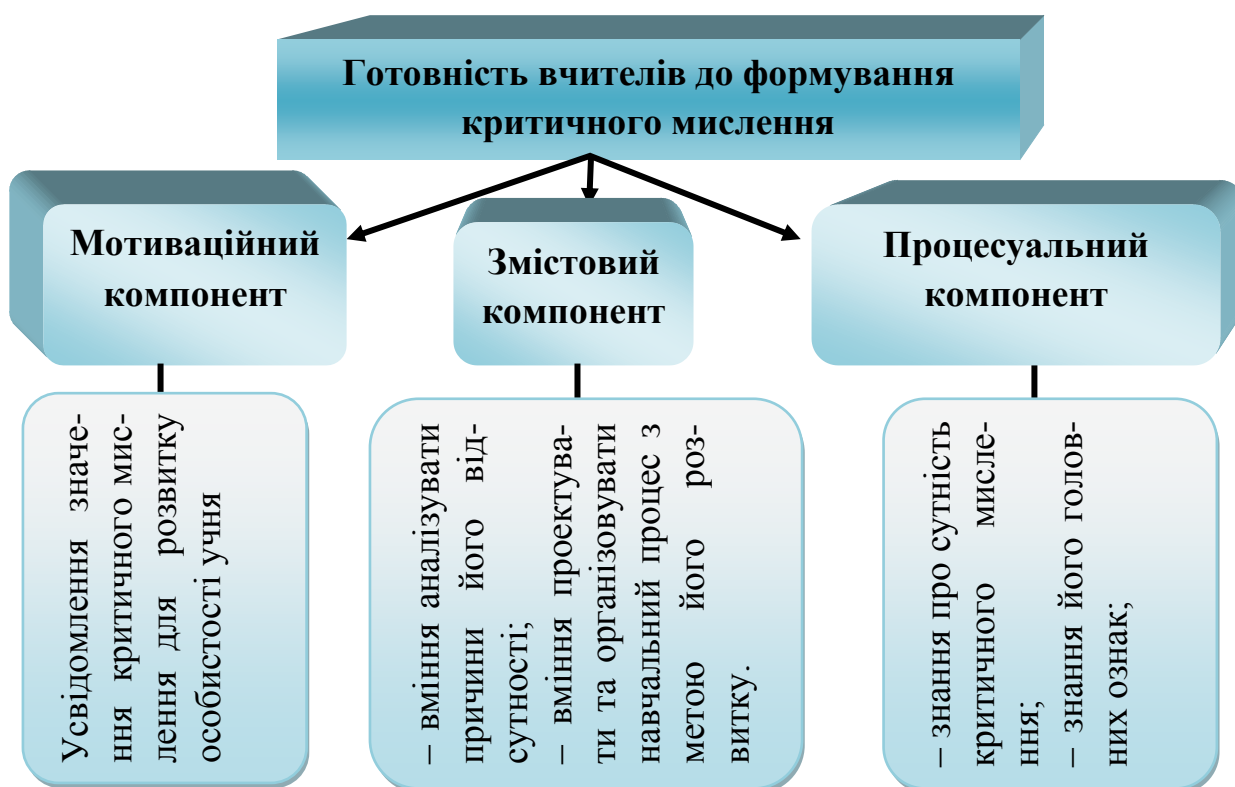 Готовність вчителів до формування
критичного мислення
Мотиваційний
компонент
Змістовий
компонент
Процесуальний
компонент
Усвідомлення значе-
ння критичного мис-
лення для розвитку
особистості учня
– вміння аналізувати
причини його від-
сутності;
– вміння проектува-
ти та організовувати
навчальний процес з
метою його роз-
витку.
– знання про сутність
критичного мисле-
ння;
– знання його голов-
них ознак;